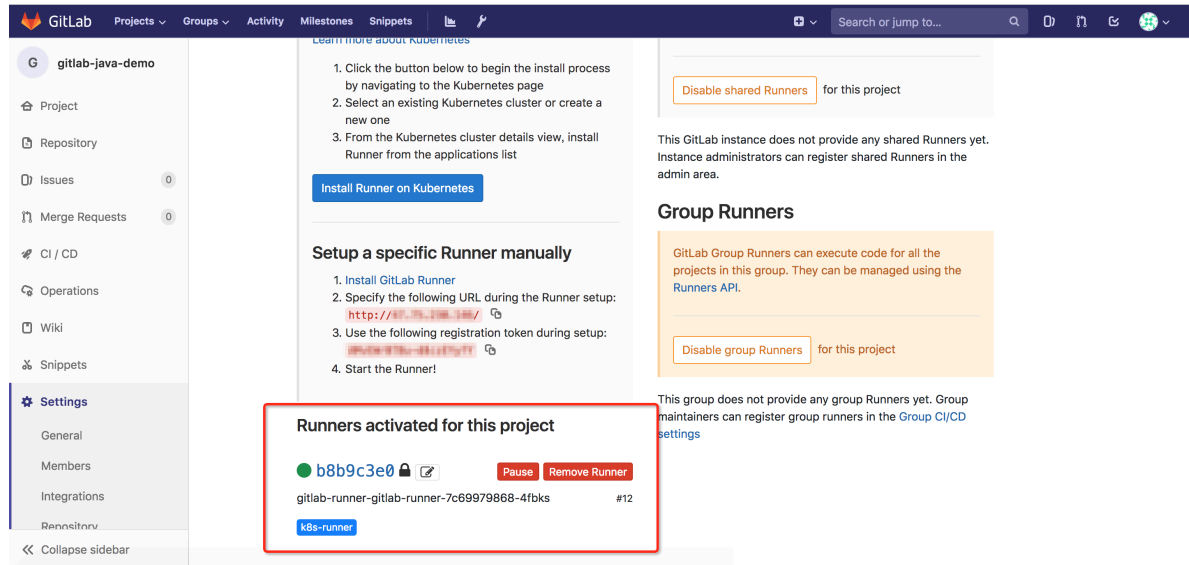 GitLab Projects Groups Activity Milestones Snippets Search or jump to...
G gitlab-java-demo
Project
Repository
Issues 0
Merge Requests 0
CI / CD
Operations
Wiki
Snippets
Settings
General
Members
Integrations
Repository
Collapse sidebar
Learn more about Kubernetes
1. Click the button below to begin the install process
by navigating to the Kubernetes page
2. Select an existing Kubernetes cluster or create a
new one
3. From the Kubernetes cluster details view, install
Runner from the applications list
Install Runner on Kubernetes
Setup a specific Runner manually
1. Install GitLab Runner
2. Specify the following URL during the Runner setup:
http://
3. Use the following registration token during setup:
4. Start the Runner!
Runners activated for this project
b8b9c3e0 Pause Remove Runner
gitlab-runner-gitlab-runner-7c69979868-4fbks #12
k8s-runner
Disable shared Runners for this project
This GitLab instance does not provide any shared Runners yet.
Instance administrators can register shared Runners in the
admin area.
Group Runners
GitLab Group Runners can execute code for all the
projects in this group. They can be managed using the
Runners API.
Disable group Runners for this project
This group does not provide any group Runners yet. Group
maintainers can register group runners in the Group CI/CD
settings